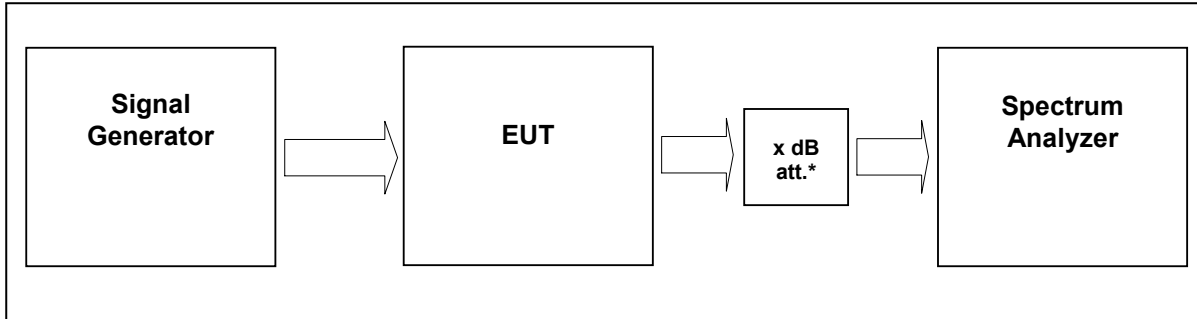 Signal
Generator
EUT
x dB
att.*
Spectrum
Analyzer